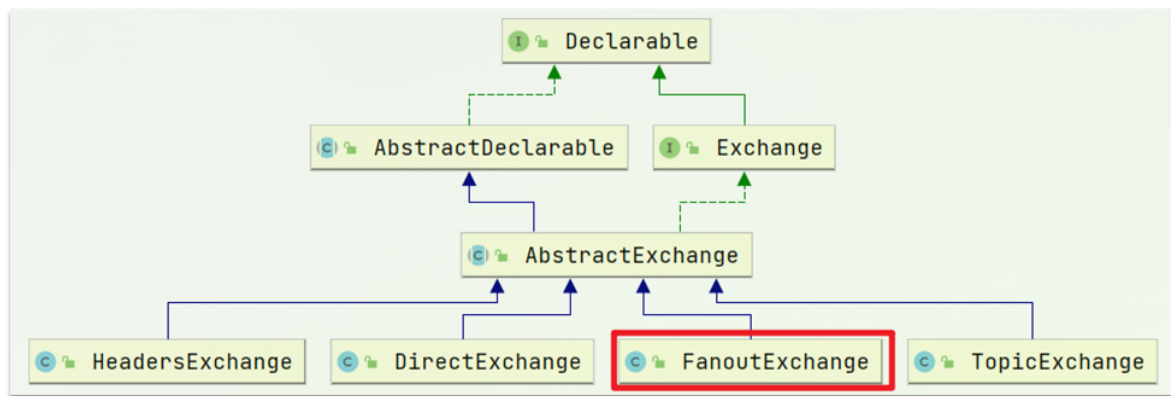 I Declarable
C AbstractDeclarable
I Exchange
C AbstractExchange
C HeadersExchange
C DirectExchange
C FanoutExchange
C TopicExchange